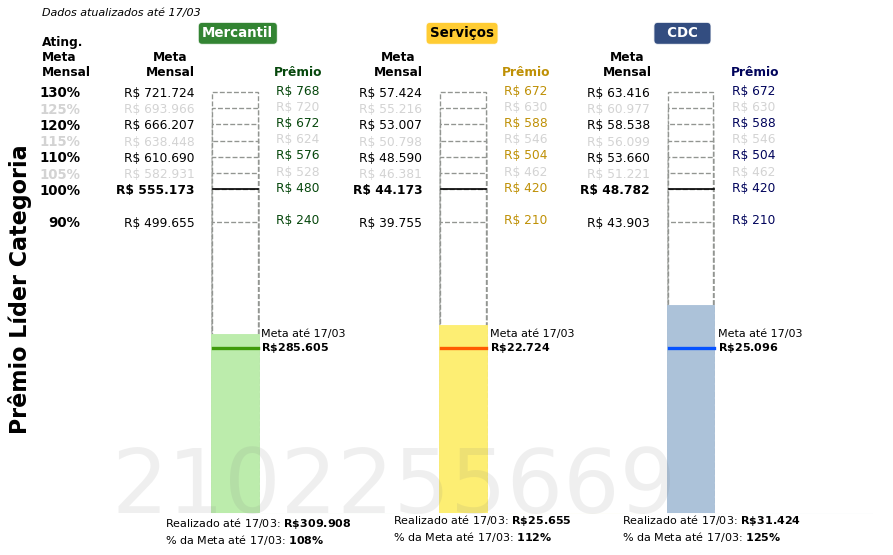 Dados atualizados até 17/03
Mercantil Serviços CDC
Ating. Meta Mensal
Meta Mensal Prêmio Meta Mensal Prêmio Meta Mensal Prêmio
130% R$ 721.724 R$ 768 R$ 57.424 R$ 672 R$ 63.416 R$ 672
125% R$ 693.966 R$ 720 R$ 55.216 R$ 630 R$ 60.977 R$ 630
120% R$ 666.207 R$ 672 R$ 53.007 R$ 588 R$ 58.538 R$ 588
115% R$ 638.448 R$ 624 R$ 50.798 R$ 546 R$ 56.099 R$ 546
110% R$ 610.690 R$ 576 R$ 48.590 R$ 504 R$ 53.660 R$ 504
105% R$ 582.931 R$ 528 R$ 46.381 R$ 462 R$ 51.221 R$ 462
100% R$ 555.173 R$ 480 R$ 44.173 R$ 420 R$ 48.782 R$ 420
90% R$ 499.655 R$ 240 R$ 39.755 R$ 210 R$ 43.903 R$ 210
Prêmio Líder Categoria
Meta até 17/03 Meta até 17/03 Meta até 17/03
R$285.605 R$22.724 R$25.096
2102255669
Realizado até 17/03: R$309.908 Realizado até 17/03: R$25.655 Realizado até 17/03: R$31.424
% da Meta até 17/03: 108% % da Meta até 17/03: 112% % da Meta até 17/03: 125%